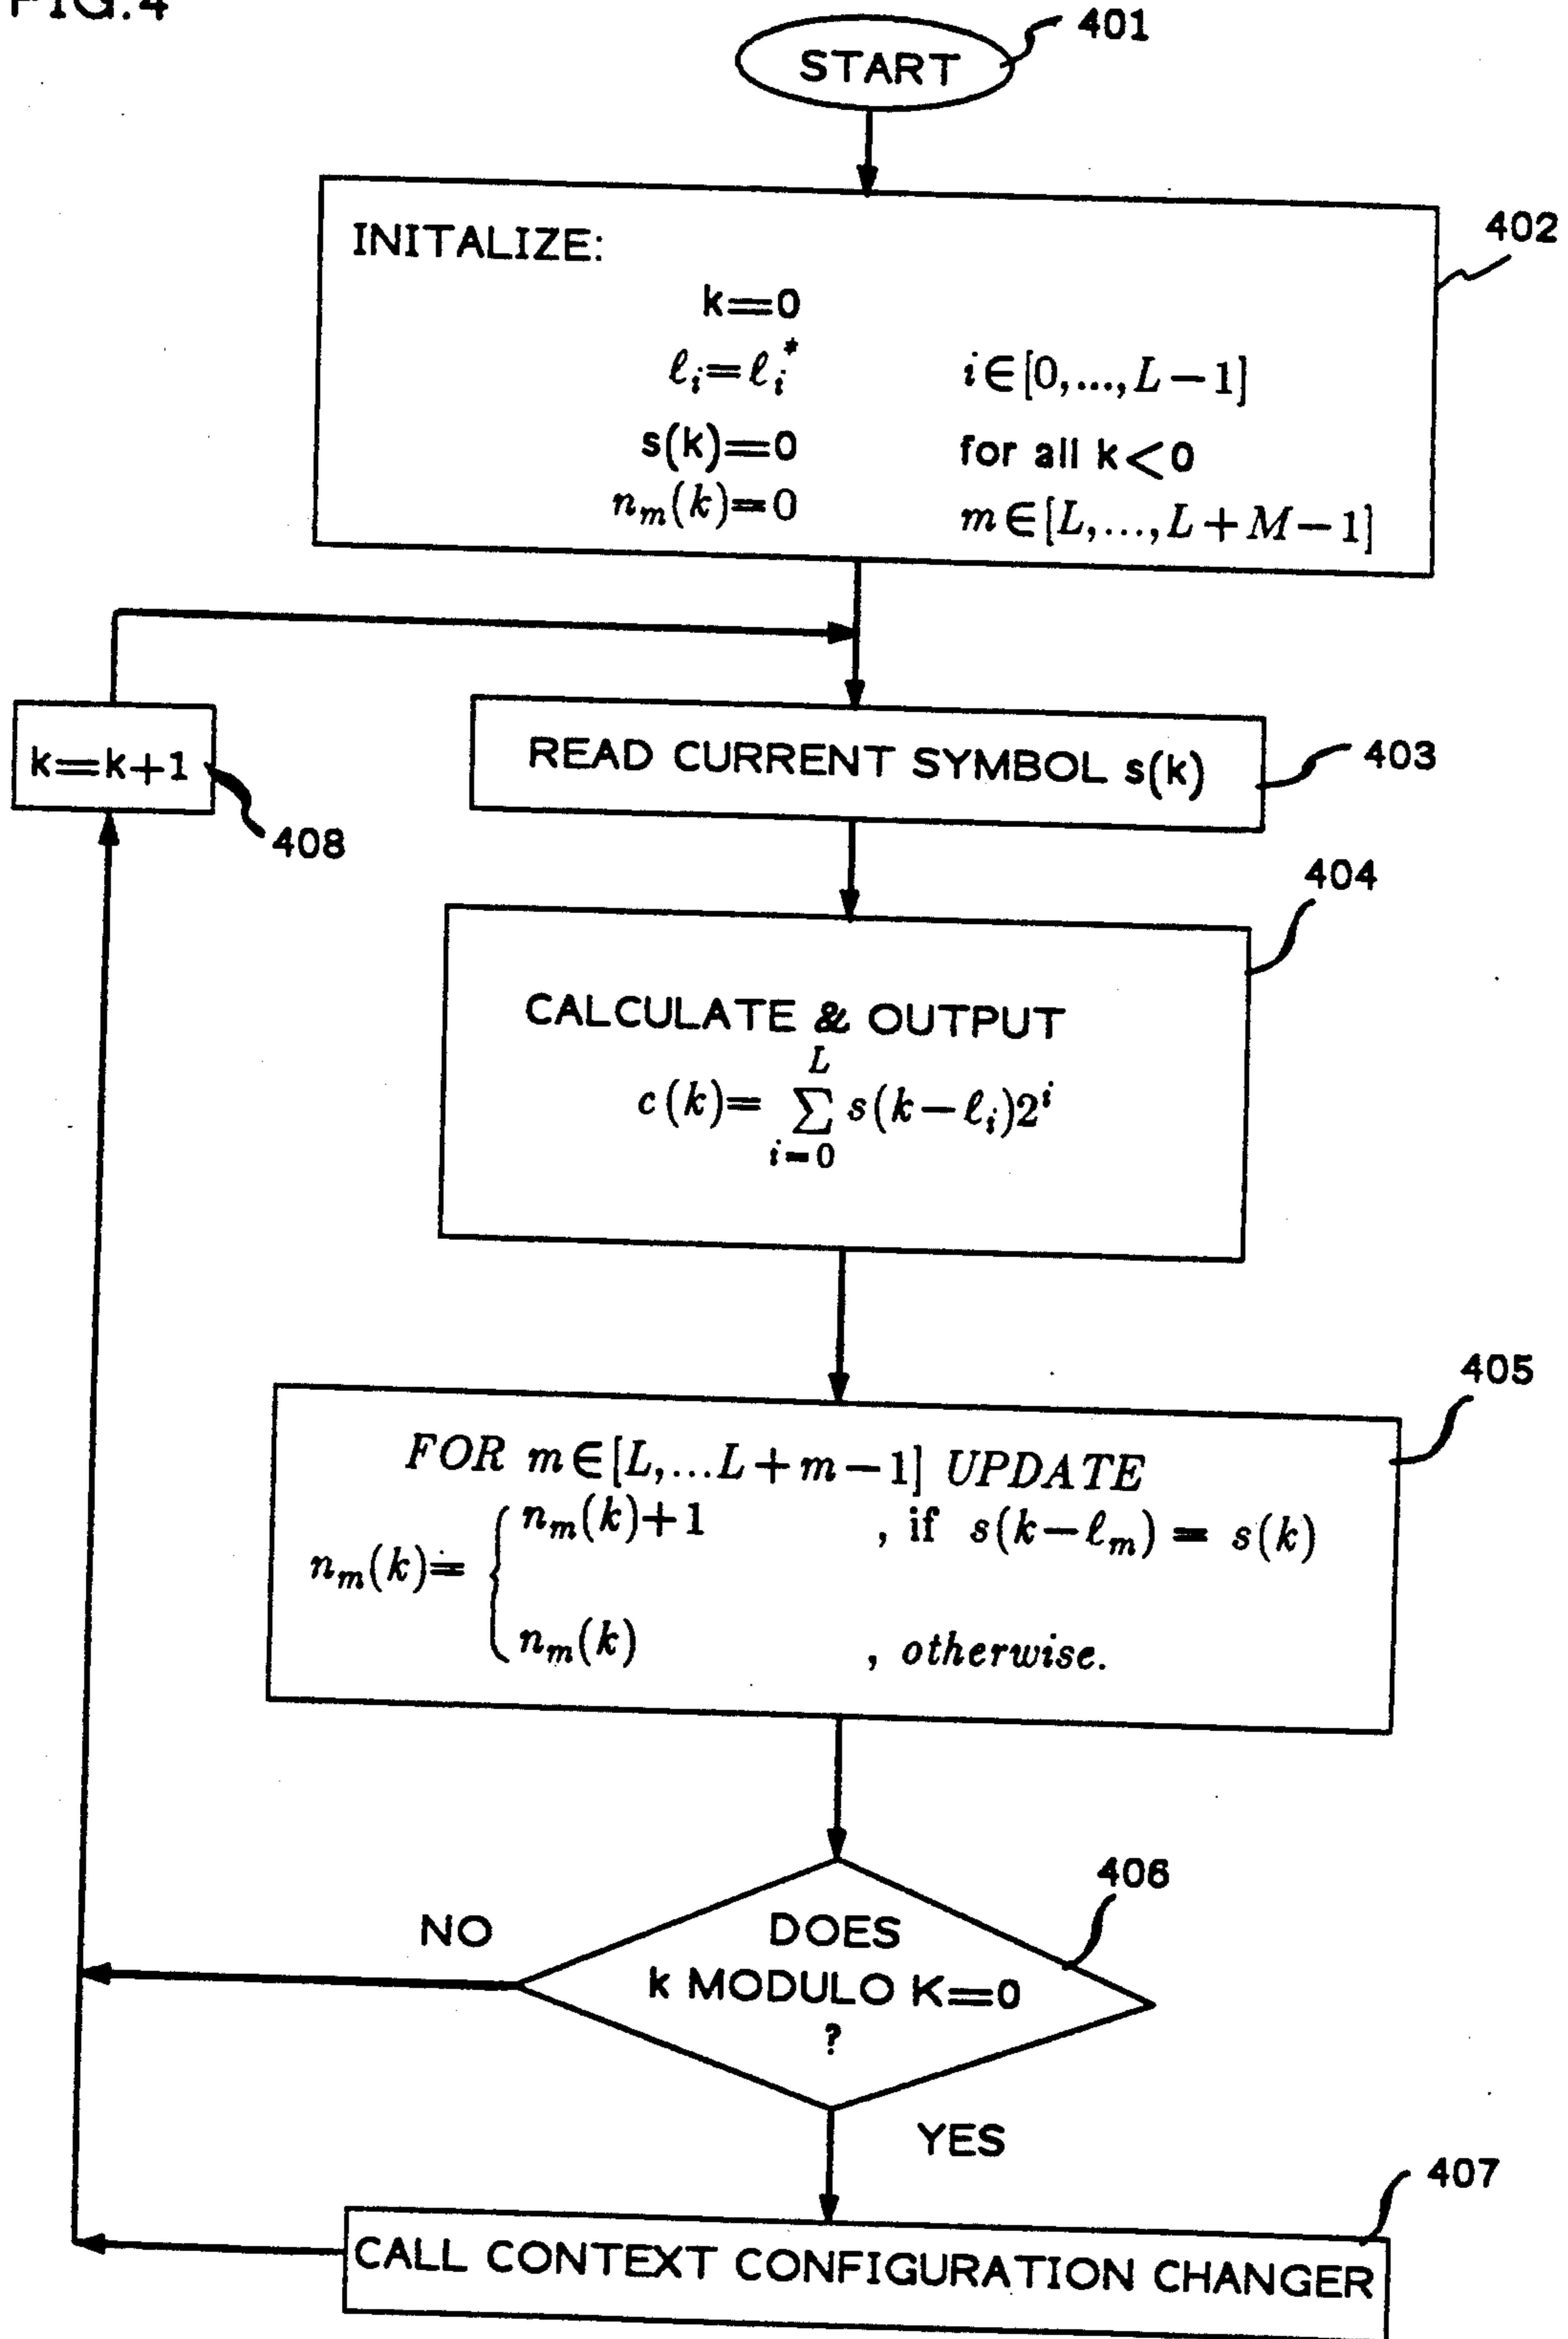 FIG.4
START
401
INITALIZE:
402
k=0
ℓ_i=ℓ_i^* i∈[0,...,L−1]
s(k)=0 for all k<0
n_m(k)=0 m∈[L,...,L+M−1]
k=k+1
408
READ CURRENT SYMBOL s(k)
403
404
CALCULATE & OUTPUT
c(k)= L∑i=0 s(k−ℓ_i)2^i
405
FOR m∈[L,...L+m−1] UPDATE
n_m(k)= { n_m(k)+1 , if s(k−ℓ_m) = s(k)
n_m(k) , otherwise.
406
NO
DOES
k MODULO K=0
?
YES
407
CALL CONTEXT CONFIGURATION CHANGER